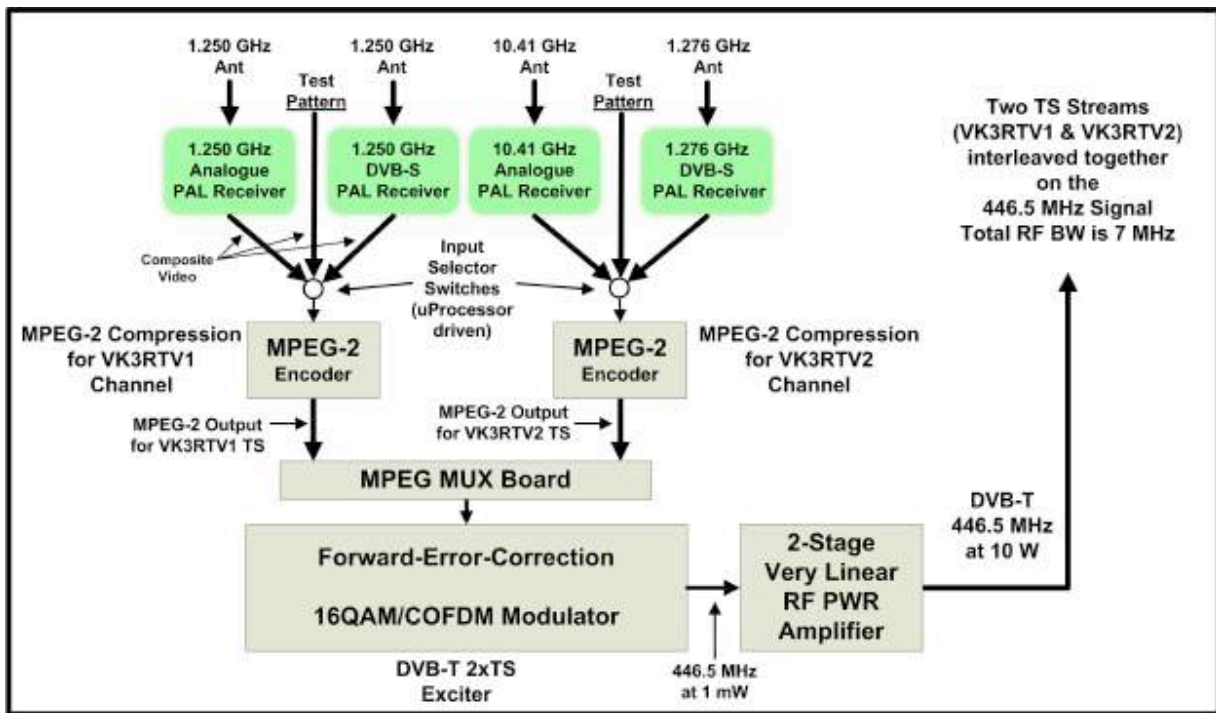 1.250 GHz
Ant
1.250 GHz
Ant
10.41 GHz
Ant
1.276 GHz
Ant
Test
Pattern
Test
Pattern
1.250 GHz
Analogue
PAL Receiver
1.250 GHz
DVB-S
PAL Receiver
10.41 GHz
Analogue
PAL Receiver
1.276 GHz
DVB-S
PAL Receiver
Two TS Streams
(VK3RTV1 & VK3RTV2)
interleaved together
on the
446.5 MHz Signal
Total RF BW is 7 MHz
Composite
Video
Input
Selector
Switches
(uProcessor
driven)
MPEG-2 Compression
for VK3RTV1
Channel
MPEG-2
Encoder
MPEG-2
Encoder
MPEG-2 Compression
for VK3RTV2
Channel
MPEG-2 Output
for VK3RTV1 TS
MPEG-2 Output
for VK3RTV2 TS
MPEG MUX Board
Forward-Error-Correction
16QAM/COFDM Modulator
DVB-T 2xTS
Exciter
446.5 MHz
at 1 mW
2-Stage
Very Linear
RF PWR
Amplifier
DVB-T
446.5 MHz
at 10 W